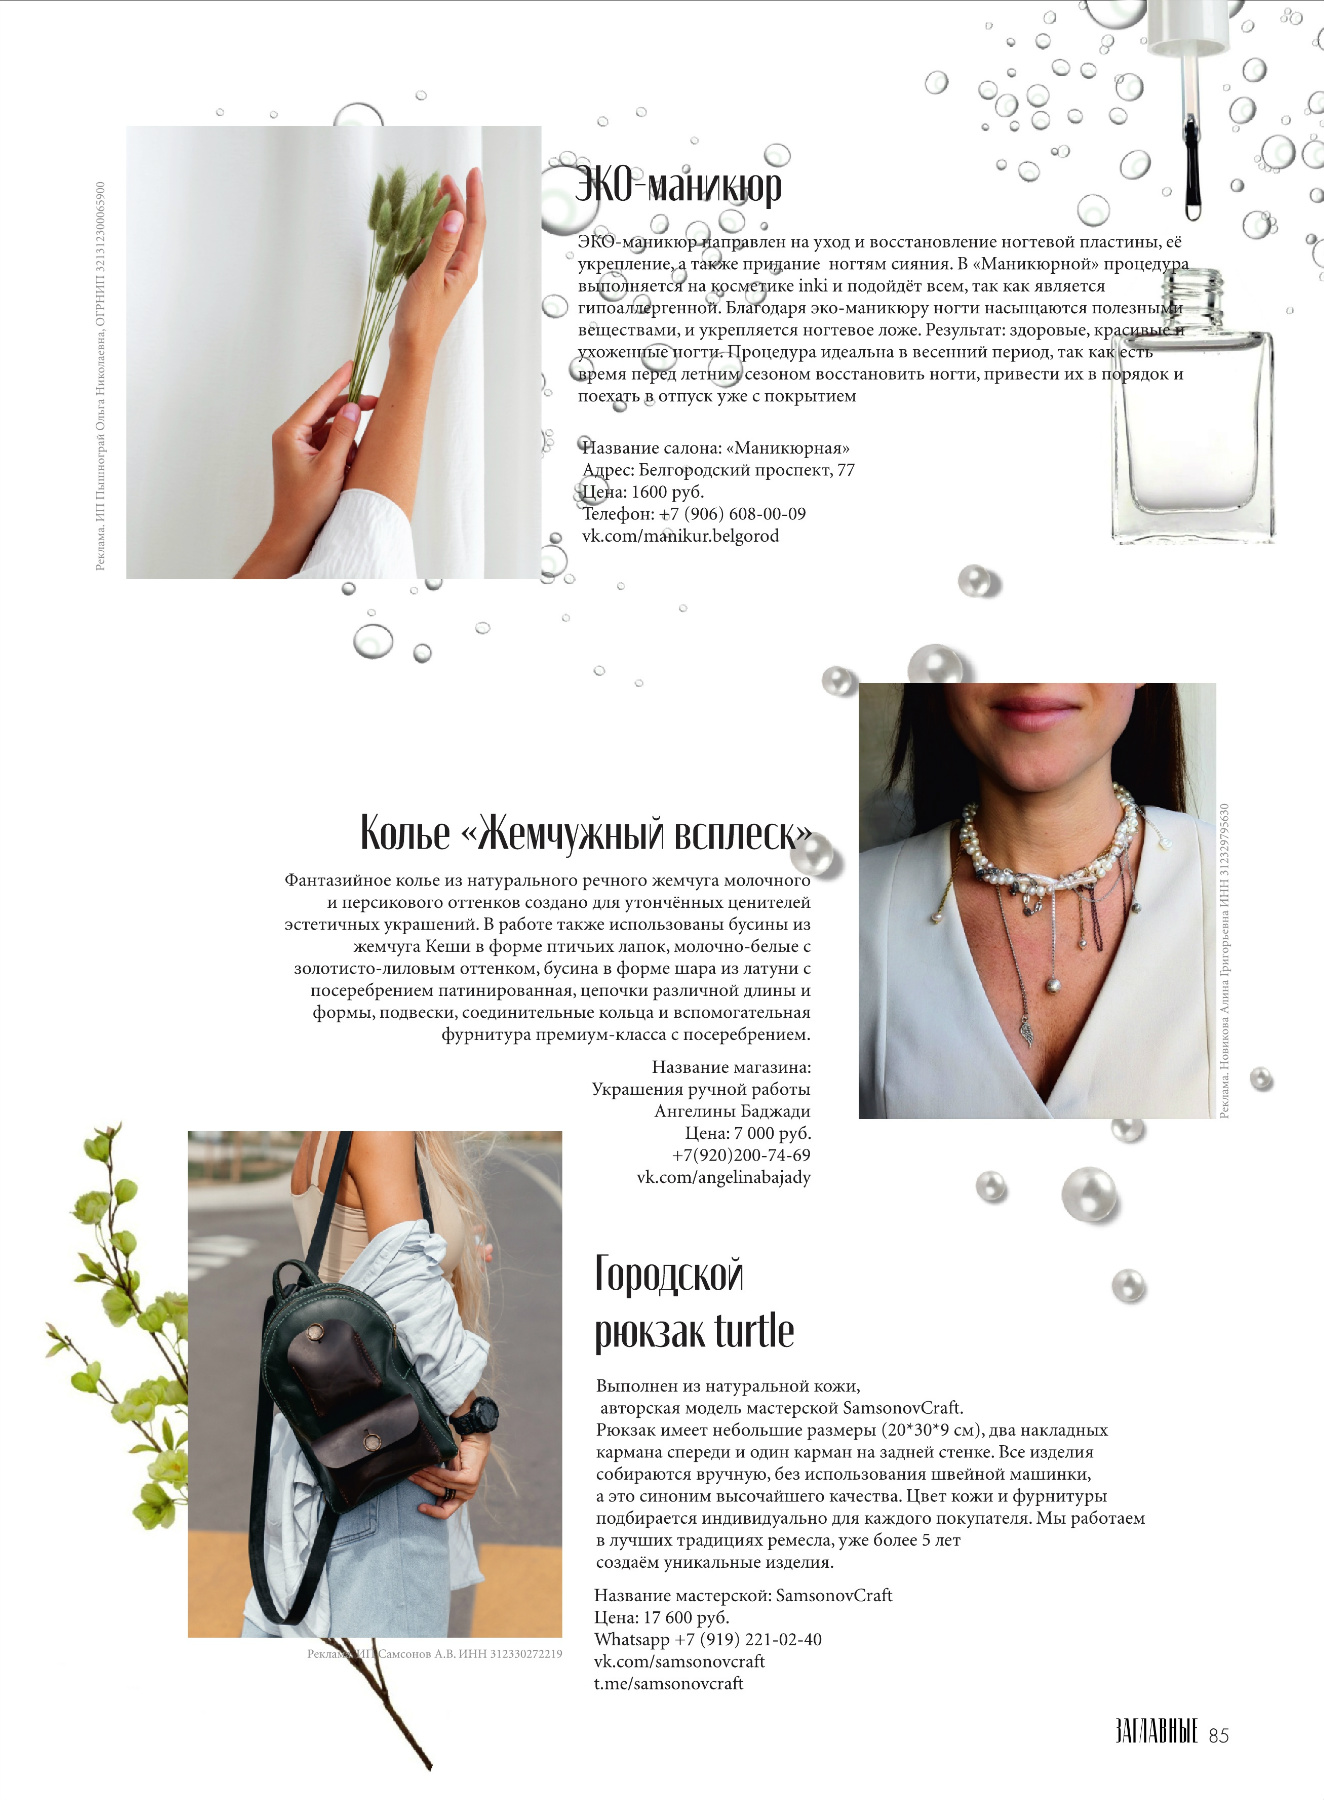 ЭКО-маникюр
ЭКО-маникюр направлен на уход и восстановление ногтевой пластины, её
укрепление, а также придание  ногтям сияния. В «Маникюрной» процедура
выполняется на косметике inki и подойдёт всем, так как является
гипоаллергенной. Благодаря эко-маникюру ногти насыщаются полезными
веществами, и укрепляется ногтевое ложе. Результат: здоровые, красивые и
ухоженные ногти. Процедура идеальна в весенний период, так как есть
время перед летним сезоном восстановить ногти, привести их в порядок и
поехать в отпуск уже с покрытием
Название салона: «Маникюрная»
Адрес: Белгородский проспект, 77
Цена: 1600 руб.
Телефон: +7 (906) 608-00-09
vk.com/manikur.belgorod
Реклама. ИП Пышнограй Ольга Николаевна, ОГРНИП 321312300065900
Колье «Жемчужный всплеск»
Фантазийное колье из натурального речного жемчуга молочного
и персикового оттенков создано для утончённых ценителей
эстетичных украшений. В работе также использованы бусины из
жемчуга Кеши в форме птичьих лапок, молочно-белые с
золотисто-лиловым оттенком, бусина в форме шара из латуни с
посеребрением патинированная, цепочки различной длины и
формы, подвески, соединительные кольца и вспомогательная
фурнитура премиум-класса с посеребрением.
Название магазина:
Украшения ручной работы
Ангелины Баджади
Цена: 7 000 руб.
+7(920)200-74-69
vk.com/angelinabajady
Реклама. Новикова Алина Григорьевна ИНН 312329795630
Городской
рюкзак turtle
Выполнен из натуральной кожи,
авторская модель мастерской SamsonovCraft.
Рюкзак имеет небольшие размеры (20*30*9 см), два накладных
кармана спереди и один карман на задней стенке. Все изделия
собираются вручную, без использования швейной машинки,
а это синоним высочайшего качества. Цвет кожи и фурнитуры
подбирается индивидуально для каждого покупателя. Мы работаем
в лучших традициях ремесла, уже более 5 лет
создаём уникальные изделия.
Название мастерской: SamsonovCraft
Цена: 17 600 руб.
Whatsapp +7 (919) 221-02-40
vk.com/samsonovcraft
t.me/samsonovcraft
Реклама. ИП Самсонов А.В. ИНН 312330272219
ЗАГЛАВНЫЕ 85